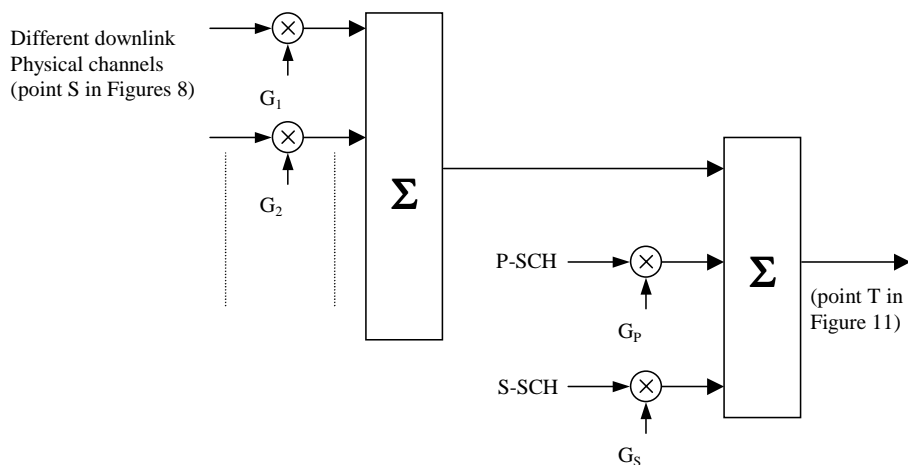 Different downlink
Physical channels
(point S in Figures 8)
G1
G2
Σ
P-SCH
GP
Σ
(point T in
Figure 11)
S-SCH
GS